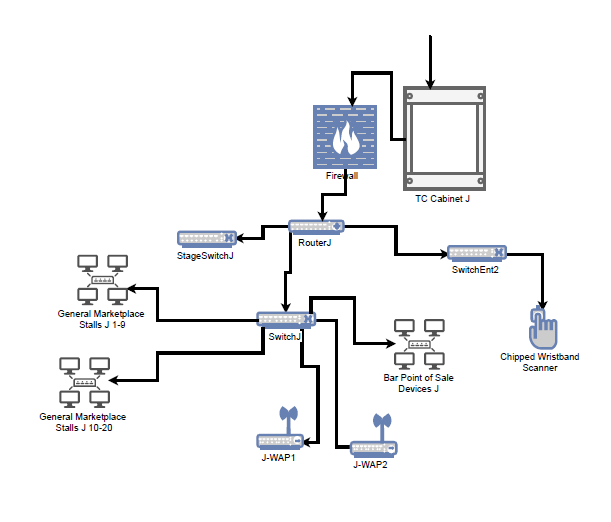 TC Cabinet J
Firewall
RouterJ
StageSwitchJ
SwitchEnt2
General Marketplace
Stalls J 1-9
SwitchJ
Chipped Wristband
Scanner
Bar Point of Sale
Devices J
General Marketplace
Stalls J 10-20
J-WAP1
J-WAP2